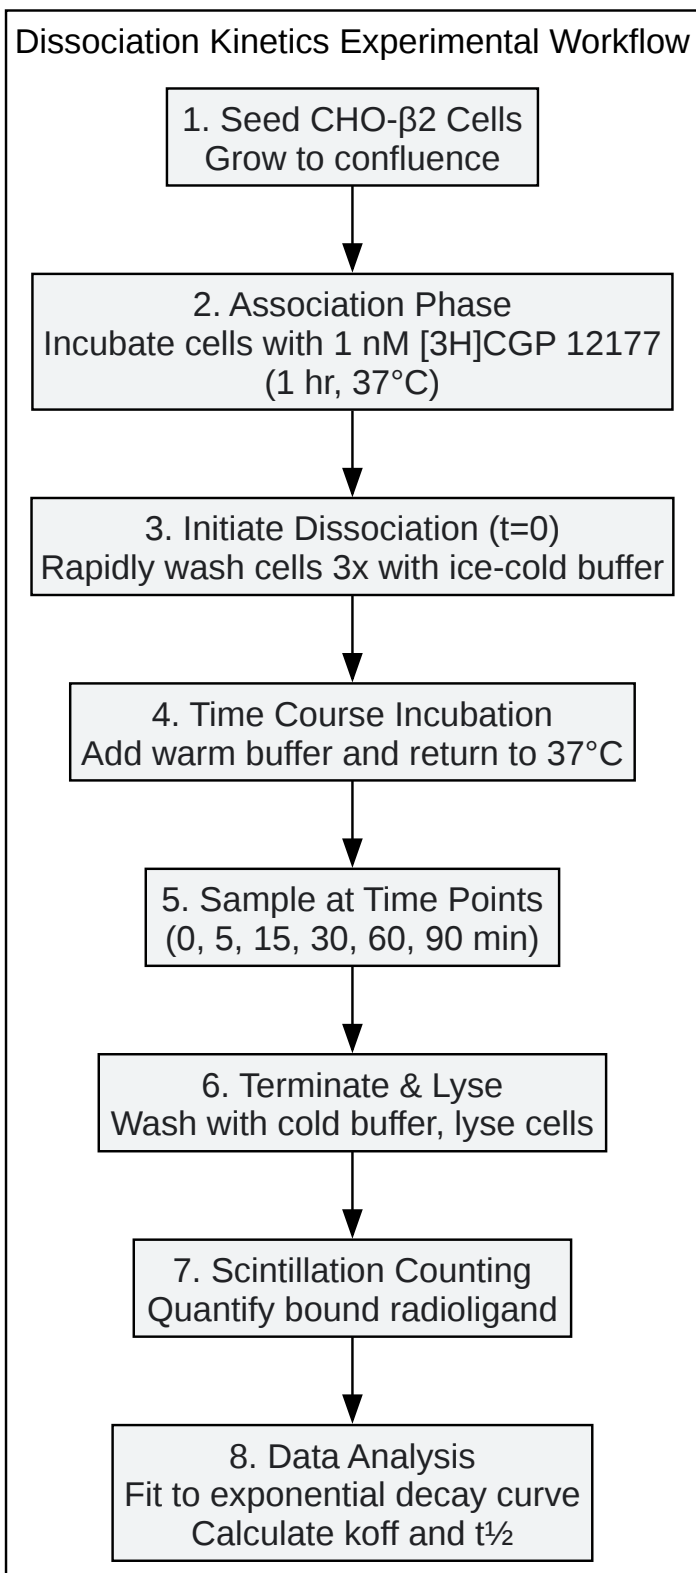 Dissociation Kinetics Experimental Workflow
1. Seed CHO-β2 Cells
Grow to confluence
2. Association Phase
Incubate cells with 1 nM [3H]CGP 12177
(1 hr, 37°C)
3. Initiate Dissociation (t=0)
Rapidly wash cells 3x with ice-cold buffer
4. Time Course Incubation
Add warm buffer and return to 37°C
5. Sample at Time Points
(0, 5, 15, 30, 60, 90 min)
6. Terminate & Lyse
Wash with cold buffer, lyse cells
7. Scintillation Counting
Quantify bound radioligand
8. Data Analysis
Fit to exponential decay curve
Calculate koff and t½